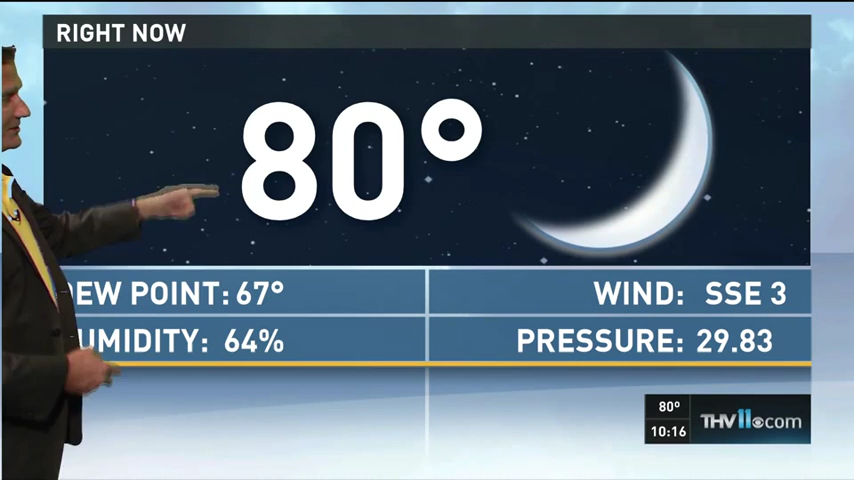 RIGHT NOW
80°
EW POINT: 67°
WIND: SSE 3
UMIDITY: 64%
PRESSURE: 29.83
80°
10:16
THV11.com